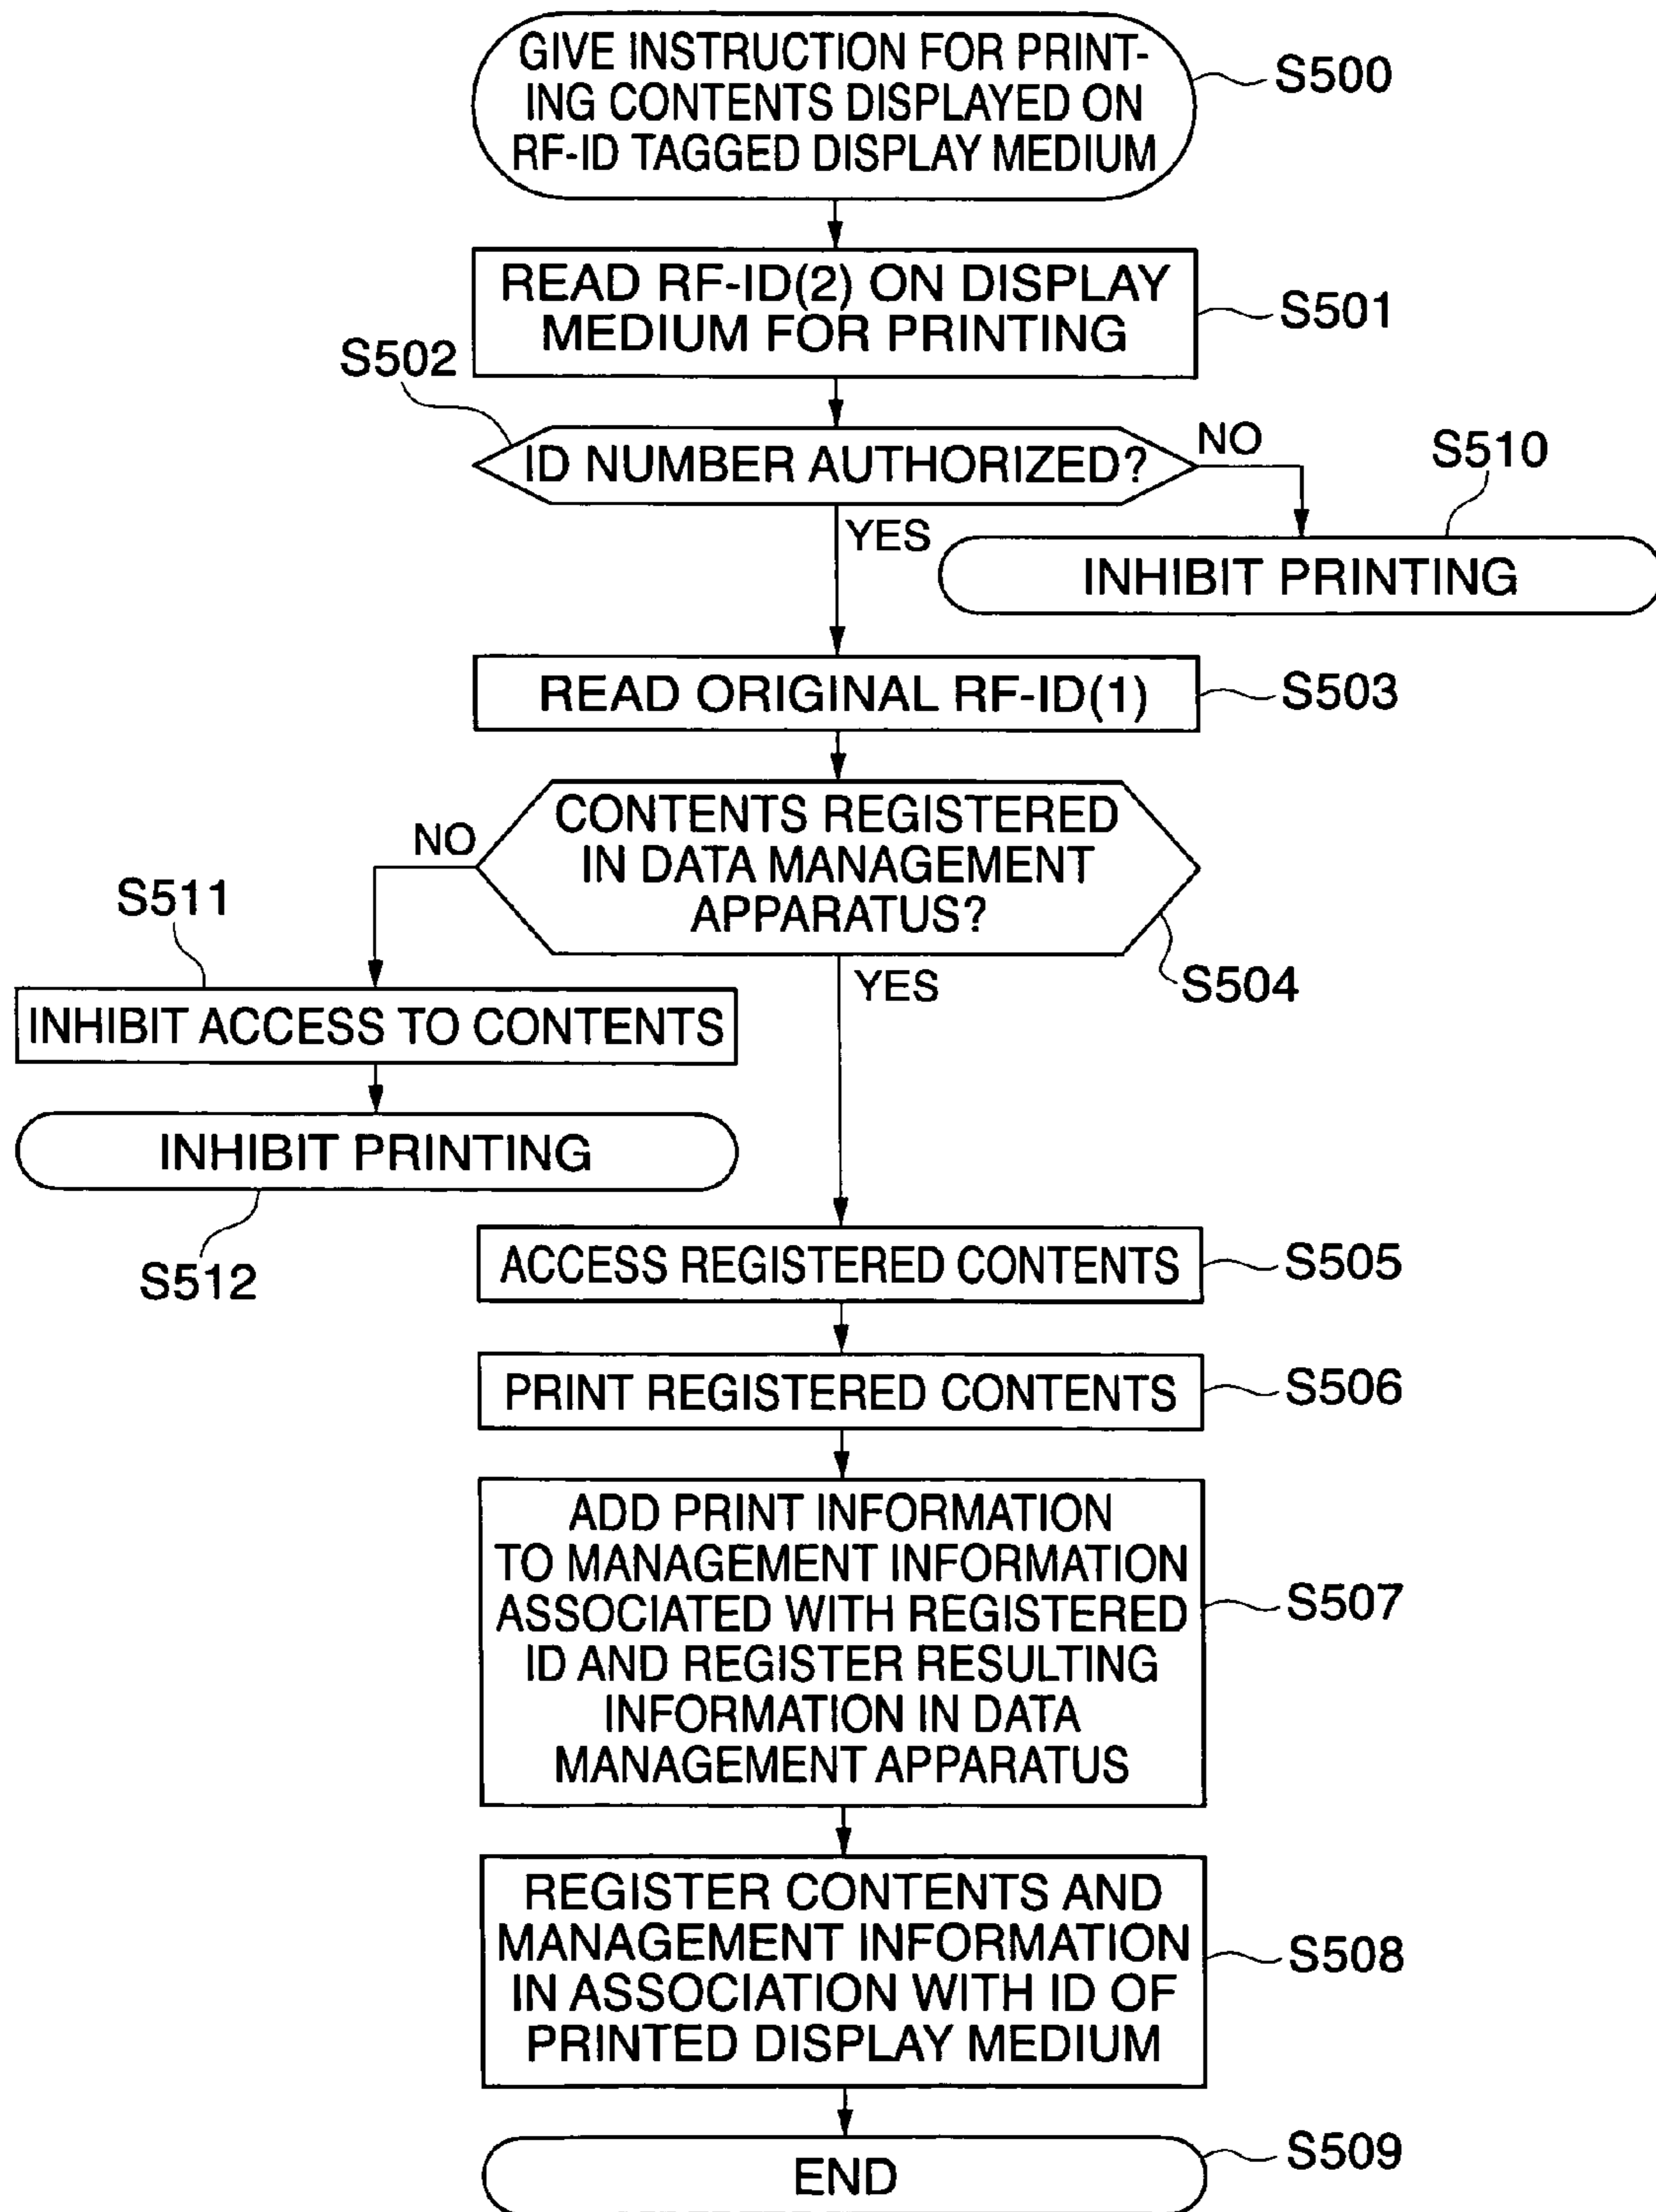 GIVE INSTRUCTION FOR PRINT-
ING CONTENTS DISPLAYED ON
RF-ID TAGGED DISPLAY MEDIUM
S500
READ RF-ID(2) ON DISPLAY
MEDIUM FOR PRINTING
S501
S502
ID NUMBER AUTHORIZED?
NO
S510
YES
INHIBIT PRINTING
READ ORIGINAL RF-ID(1)
S503
CONTENTS REGISTERED
IN DATA MANAGEMENT
APPARATUS?
NO
S511
YES
S504
INHIBIT ACCESS TO CONTENTS
INHIBIT PRINTING
S512
ACCESS REGISTERED CONTENTS
S505
PRINT REGISTERED CONTENTS
S506
ADD PRINT INFORMATION
TO MANAGEMENT INFORMATION
ASSOCIATED WITH REGISTERED
ID AND REGISTER RESULTING
INFORMATION IN DATA
MANAGEMENT APPARATUS
S507
REGISTER CONTENTS AND
MANAGEMENT INFORMATION
IN ASSOCIATION WITH ID OF
PRINTED DISPLAY MEDIUM
S508
END
S509